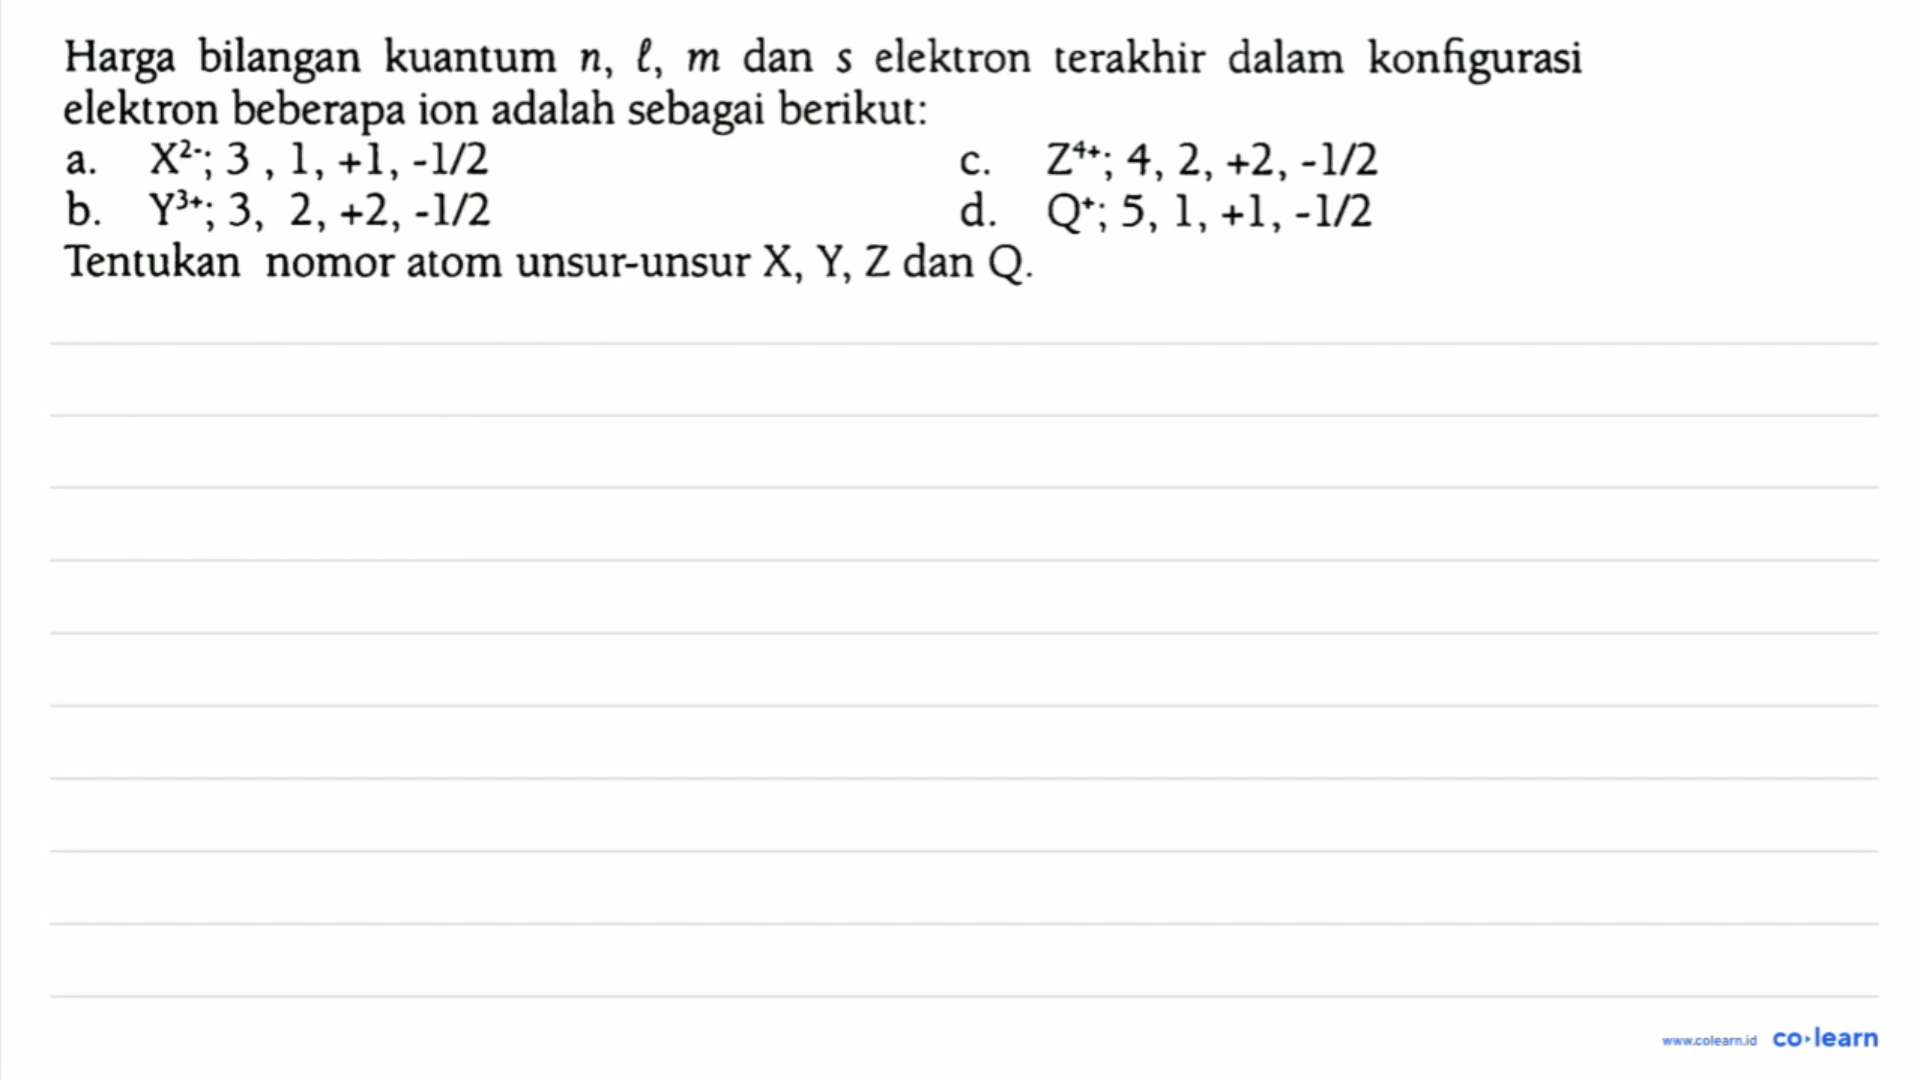 Harga bilangan kuantum n, ℓ, m dan s elektron terakhir dalam konfigurasi
elektron beberapa ion adalah sebagai berikut:
a. X²⁻; 3 , 1, +1, -1/2
c. Z⁴⁺; 4, 2, +2, -1/2
b. Y³⁺; 3, 2, +2, -1/2
d. Q⁺; 5, 1, +1, -1/2
Tentukan nomor atom unsur-unsur X, Y, Z dan Q.
www.colearn.id co·learn